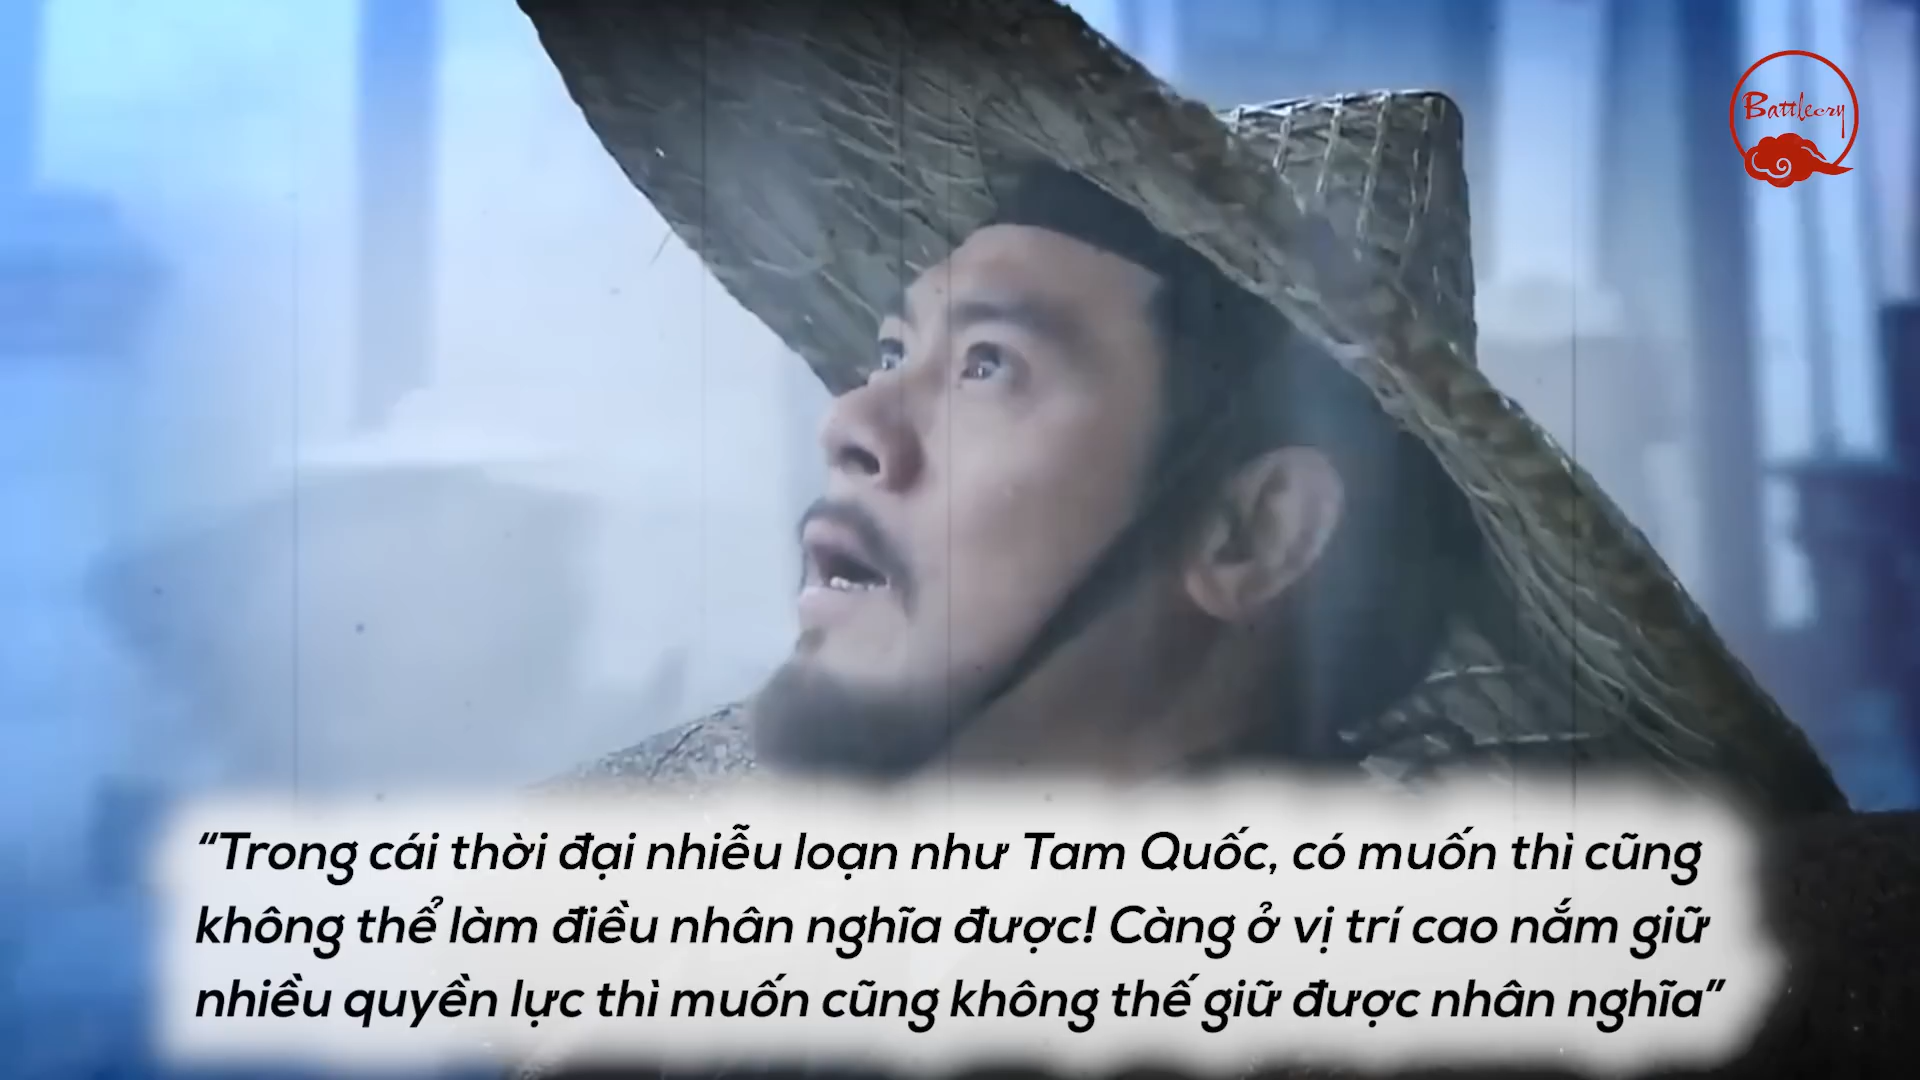 Battlecry
“Trong cái thời đại nhiễu loạn như Tam Quốc, có muốn thì cũng
không thể làm điều nhân nghĩa được! Càng ở vị trí cao nắm giữ
nhiều quyền lực thì muốn cũng không thế giữ được nhân nghĩa”